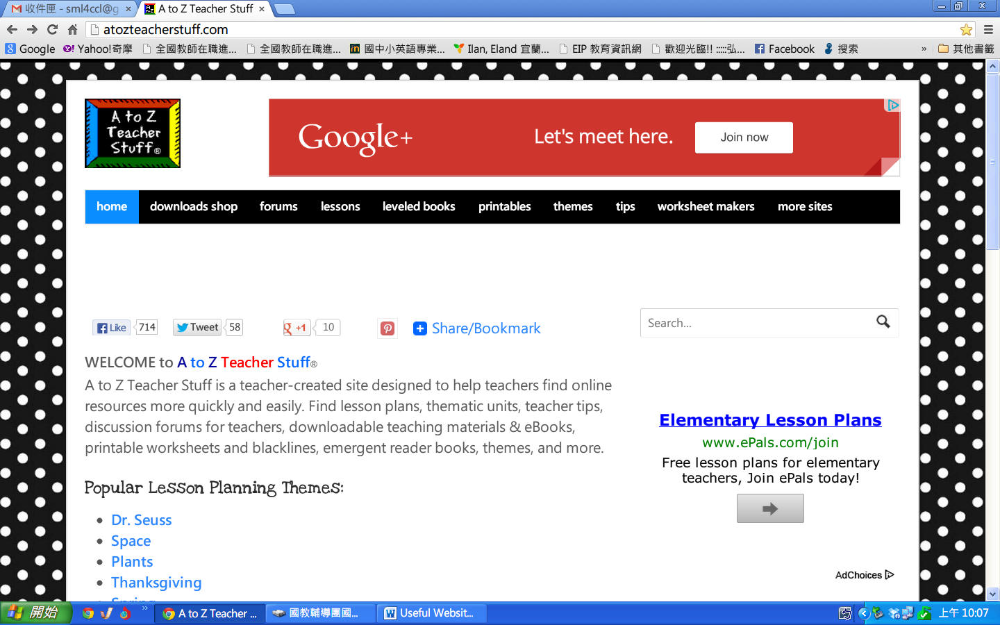 收件匣 - sml4ccl@g
A to Z Teacher Stuff
atozteacherstuff.com
Google
Yahoo!奇摩
全國教師在職進...
全國教師在職進...
國中小英語專業...
Ilan, Eland 宜蘭...
EIP 教育資訊網
歡迎光臨!! :::::弘...
Facebook
搜索
»
其他書籤
A to Z
Teacher
Stuff®
Google+
Let's meet here.
Join now
home
downloads shop
forums
lessons
leveled books
printables
themes
tips
worksheet makers
more sites
Like
714
Tweet
58
+1
10
Share/Bookmark
Search...
WELCOME to A to Z Teacher Stuff®
A to Z Teacher Stuff is a teacher-created site designed to help teachers find online
resources more quickly and easily. Find lesson plans, thematic units, teacher tips,
discussion forums for teachers, downloadable teaching materials & eBooks,
printable worksheets and blacklines, emergent reader books, themes, and more.
Popular Lesson Planning Themes:
Dr. Seuss
Space
Plants
Thanksgiving
Spring
Elementary Lesson Plans
www.ePals.com/join
Free lesson plans for elementary
teachers, Join ePals today!
AdChoices
開始
A to Z Teacher ...
國教輔導團國...
Useful Websit...
上午 10:07